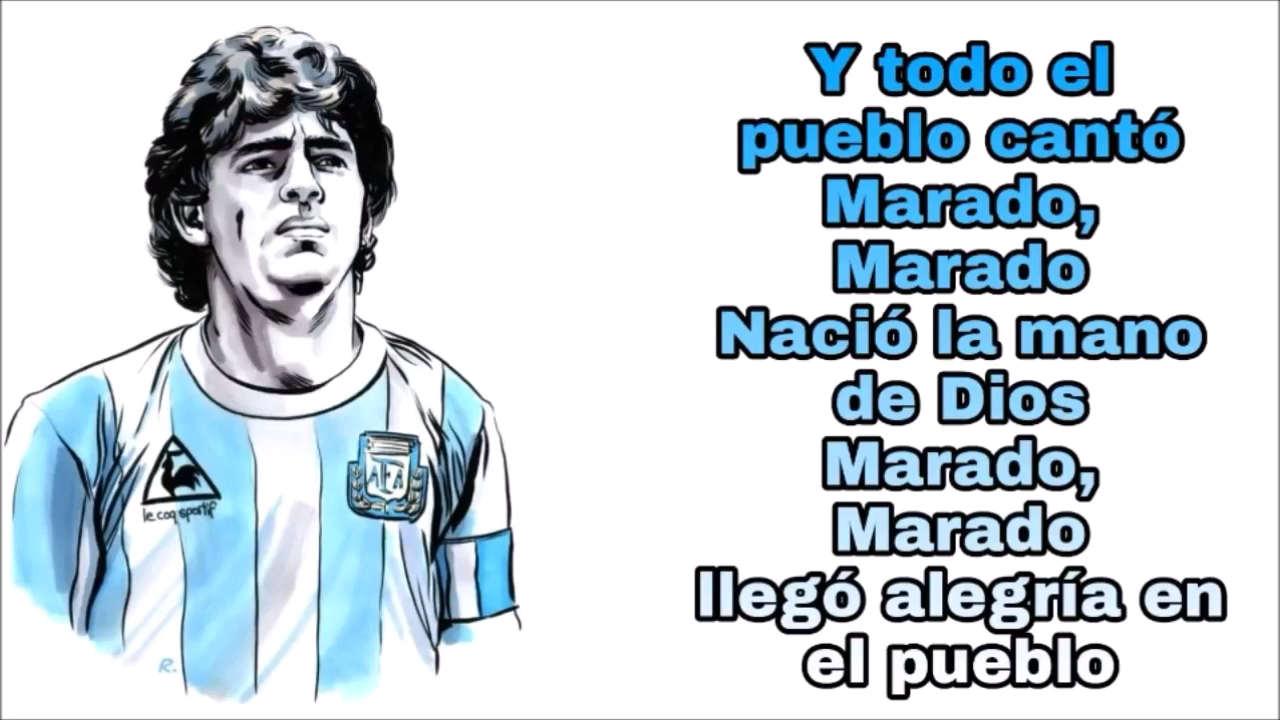 Y todo el
pueblo cantó
Marado,
Marado
Nació la mano
de Dios
Marado,
Marado
llegó alegría en
el pueblo
le coq sportif
AFA
R.